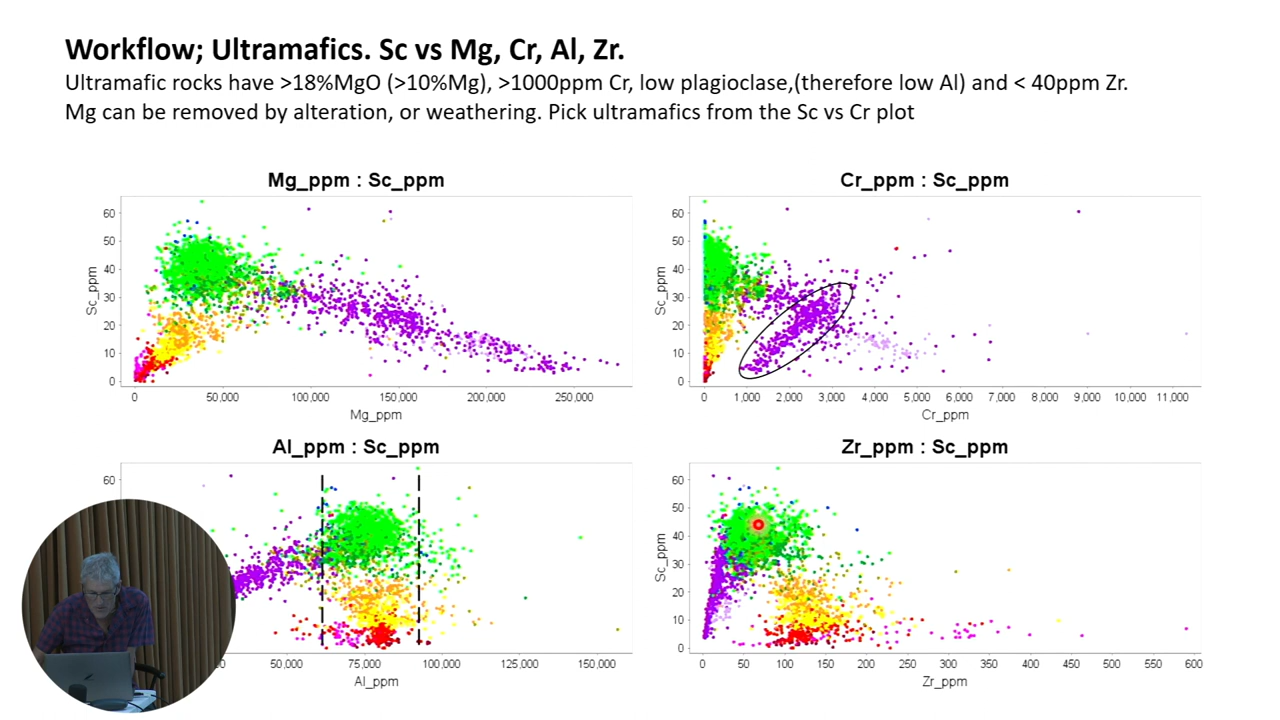 Workflow; Ultramafics. Sc vs Mg, Cr, Al, Zr.
Ultramafic rocks have >18%MgO (>10%Mg), >1000ppm Cr, low plagioclase,(therefore low Al) and < 40ppm Zr.
Mg can be removed by alteration, or weathering. Pick ultramafics from the Sc vs Cr plot
Mg_ppm : Sc_ppm
Sc_ppm
60
50
40
30
20
10
0
0 50,000 100,000 150,000 200,000 250,000
Mg_ppm
Cr_ppm : Sc_ppm
Sc_ppm
60
50
40
30
20
10
0
0 1,000 2,000 3,000 4,000 5,000 6,000 7,000 8,000 9,000 10,000 11,000
Cr_ppm
Al_ppm : Sc_ppm
60
50,000 75,000 100,000 125,000 150,000
Al_ppm
Zr_ppm : Sc_ppm
Sc_ppm
60
50
40
30
20
10
0
0 50 100 150 200 250 300 350 400 450 500 550 600
Zr_ppm